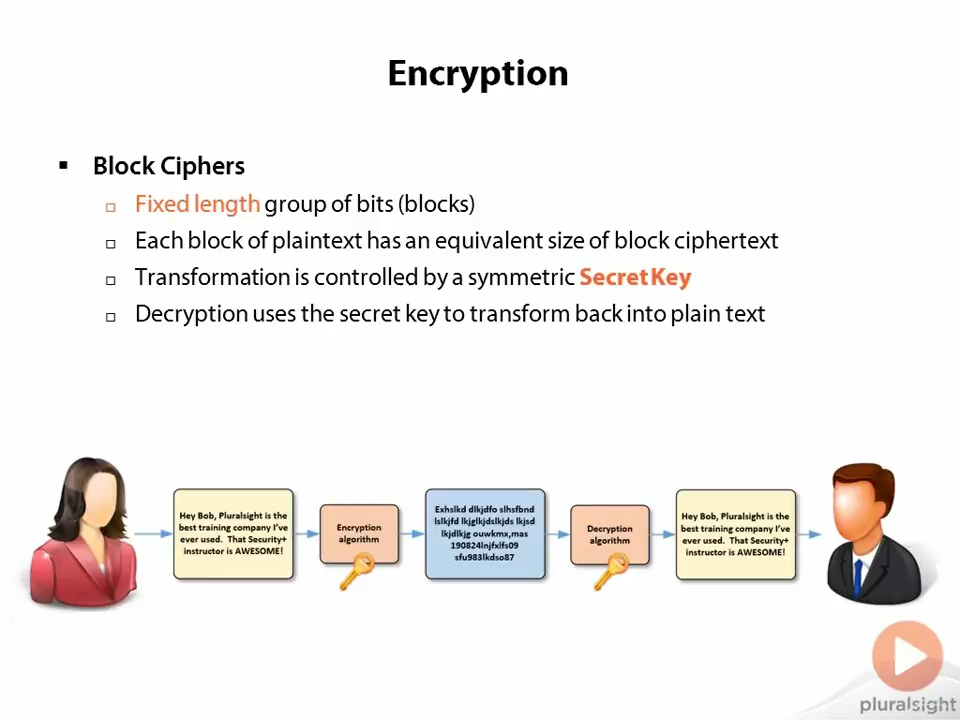 Encryption
Block Ciphers
Fixed length group of bits (blocks)
Each block of plaintext has an equivalent size of block ciphertext
Transformation is controlled by a symmetric Secret Key
Decryption uses the secret key to transform back into plain text
Hey Bob, Pluralsight is the
best training company I've
ever used. That Security+
instructor is AWESOME!
Encryption
algorithm
Exhslkd dlkjdfo slhsfbnd
lslkjfd lkjglkjdslkjds lkjsd
lkjdlkjg ouwkmx,mas
190824lnjfxlfs09
sfu983lkdso87
Decryption
algorithm
Hey Bob, Pluralsight is the
best training company I've
ever used. That Security+
instructor is AWESOME!
pluralsight